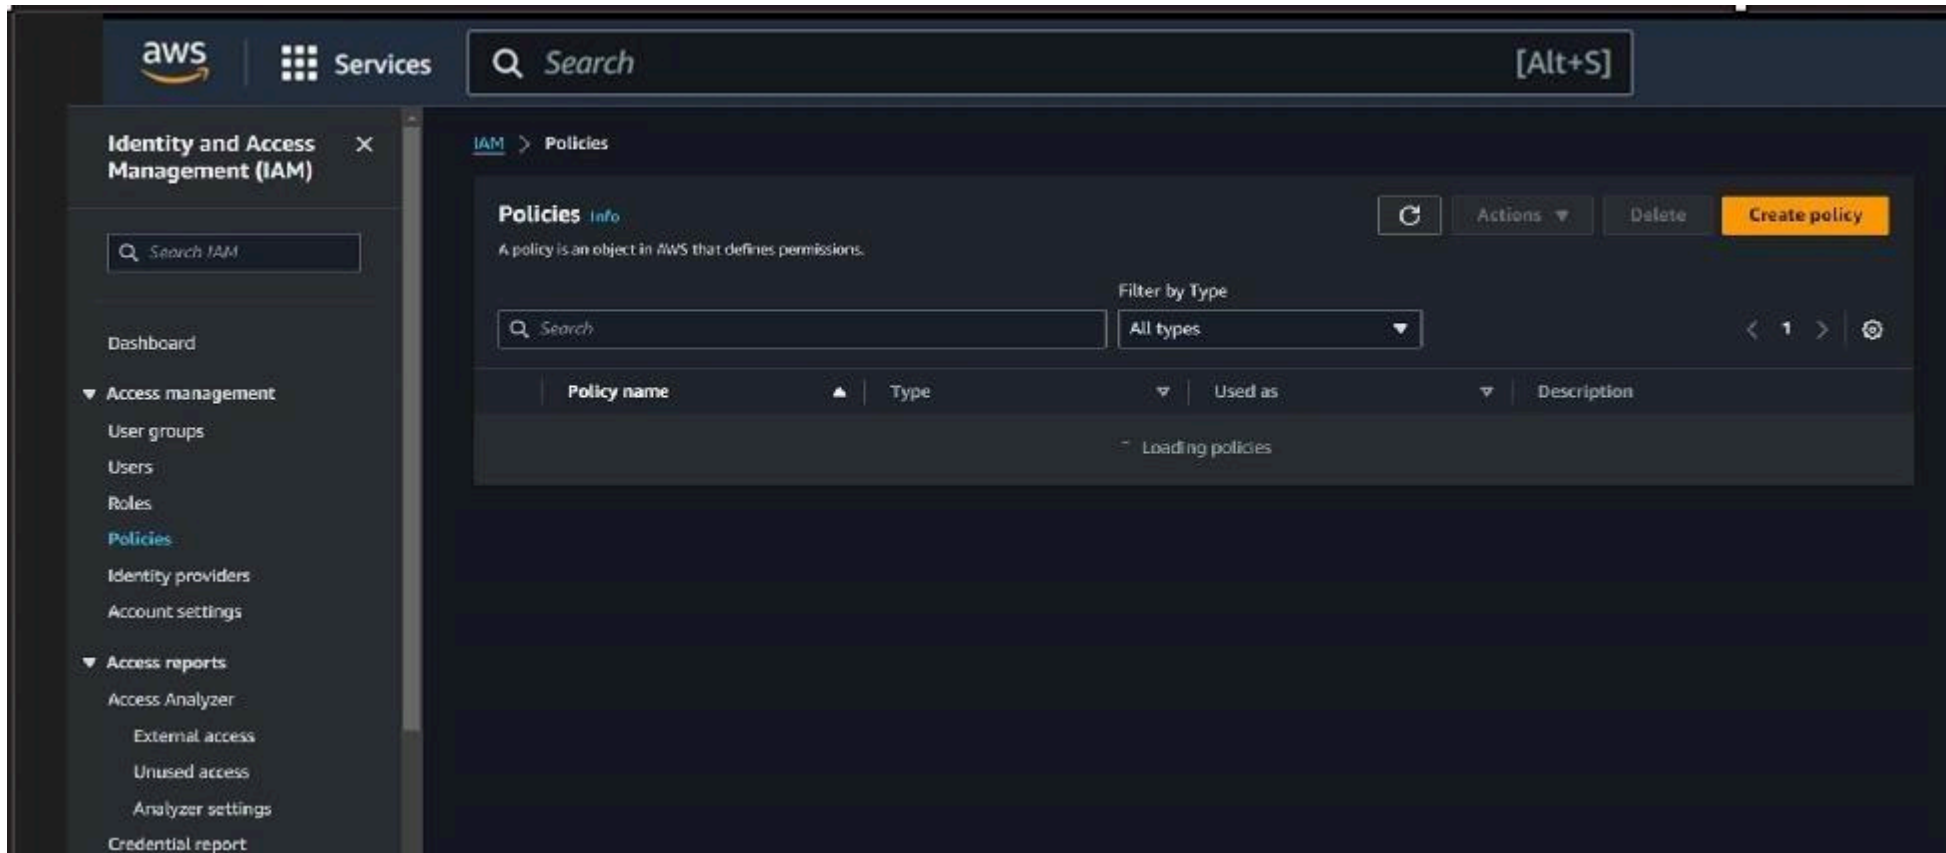 aws
Services
Search
[Alt+S]
Identity and Access
Management (IAM)
Search IAM
Dashboard
Access management
User groups
Users
Roles
Policies
Identity providers
Account settings
Access reports
Access Analyzer
External access
Unused access
Analyzer settings
Credential report
IAM > Policies
Policies Info
A policy is an object in AWS that defines permissions.
Actions
Delete
Create policy
Filter by Type
Search
All types
1
Policy name
Type
Used as
Description
Loading policies